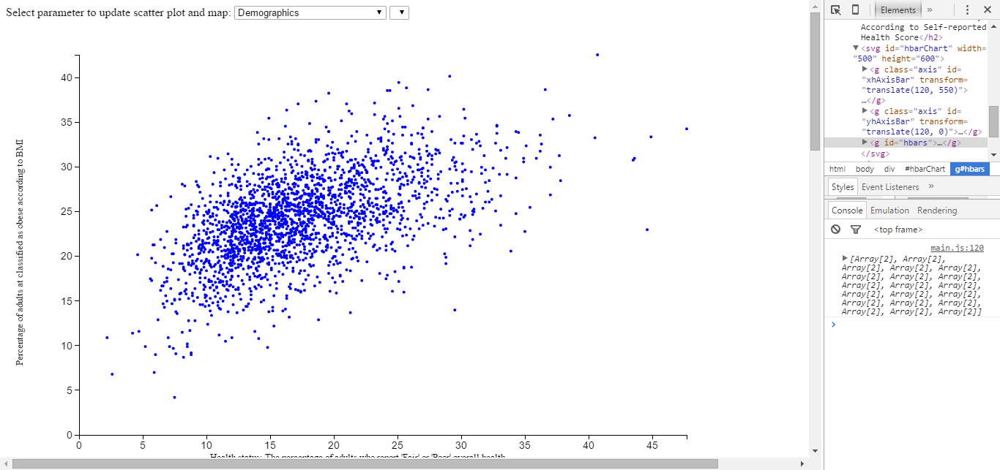 Select parameter to update scatter plot and map: Demographics
40
35
30
25
20
15
10
5
0
0 5 10 15 20 25 30 35 40 45
Percentage of adults at classified as obese according to BMI
Health status: The percentage of adults who report 'Fair' or 'Poor' overall health
Elements »
According to Self-reported
Health Score</h2>
▼<svg id="hbarChart" width=
"500" height="600">
▶<g class="axis" id=
"xhAxisBar" transform=
"translate(120, 550)">
…</g>
▶<g class="axis" id=
"yhAxisBar" transform=
"translate(120, 0)">…</g>
▶<g id="hbars">…</g>
</svg>
html body div #hbarChart g#hbars
Styles Event Listeners »
Console Emulation Rendering
<top frame>
main.js:120
▶[Array[2], Array[2],
Array[2], Array[2], Array[2],
Array[2], Array[2], Array[2],
Array[2], Array[2], Array[2],
Array[2], Array[2], Array[2],
Array[2], Array[2], Array[2],
Array[2], Array[2], Array[2]]
>